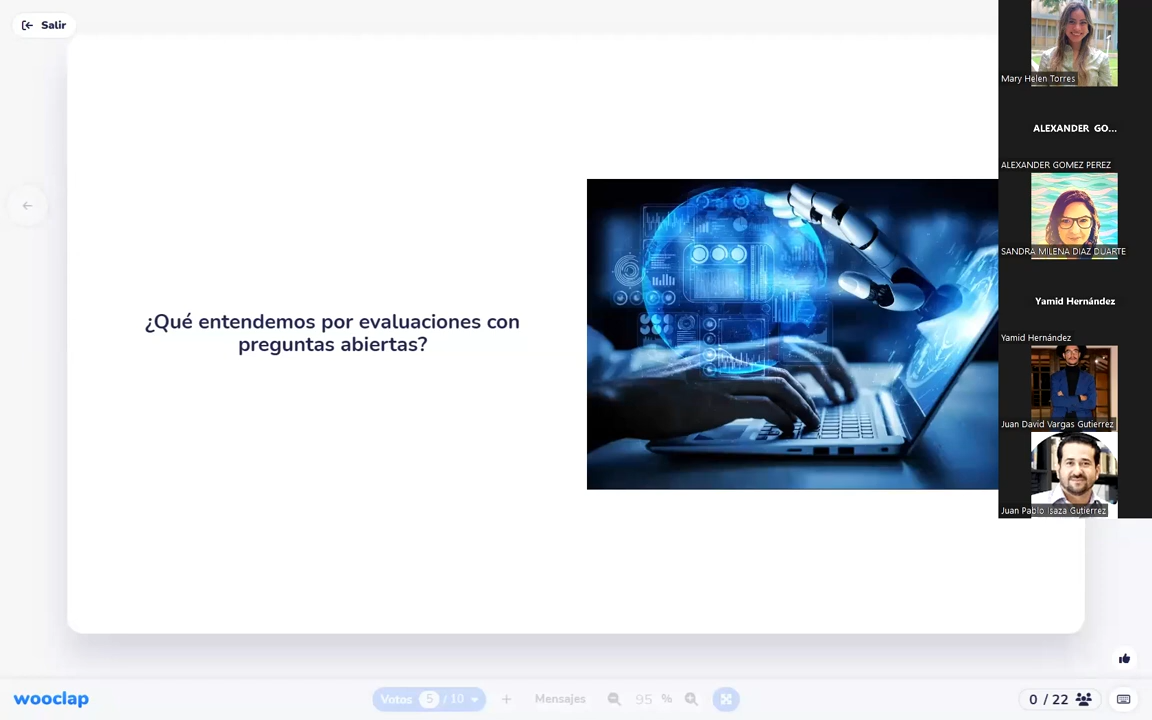 Salir
¿Qué entendemos por evaluaciones con
preguntas abiertas?
Mary Helen Torres
ALEXANDER GO...
ALEXANDER GOMEZ PEREZ
SANDRA MILENA DIAZ DUARTE
Yamid Hernández
Yamid Hernández
Juan David Vargas Gutierrez
Juan Pablo Isaza Gutierrez
wooclap
Votos 5 / 10
Mensajes
95 %
0 / 22